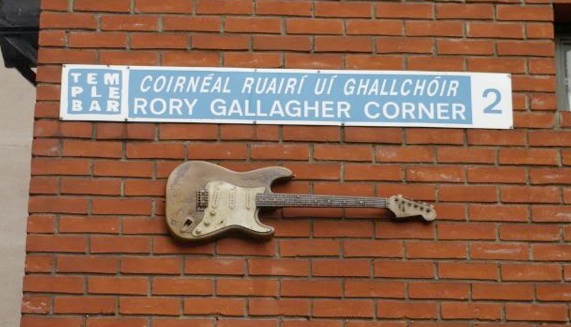 TEM
PLE
BAR
COIRNÉAL RUAIRÍ UÍ GHALLCHÓIR
RORY GALLAGHER CORNER
2